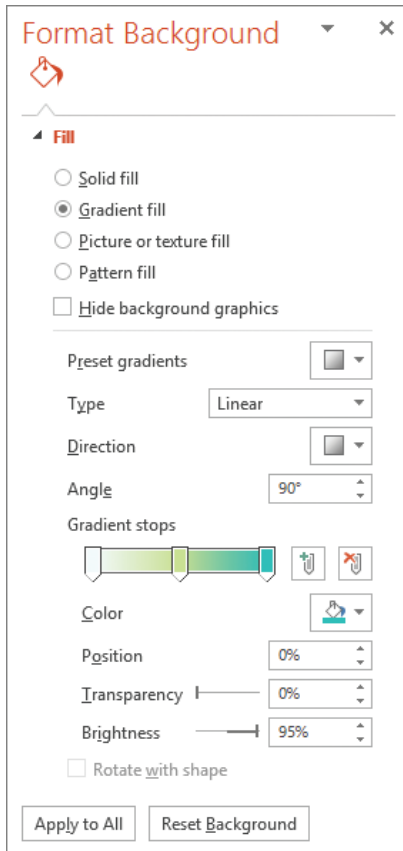 Format Background
Fill
Solid fill
Gradient fill
Picture or texture fill
Pattern fill
Hide background graphics
Preset gradients
Type Linear
Direction
Angle 90°
Gradient stops
Color
Position 0%
Transparency 0%
Brightness 95%
Rotate with shape
Apply to All Reset Background